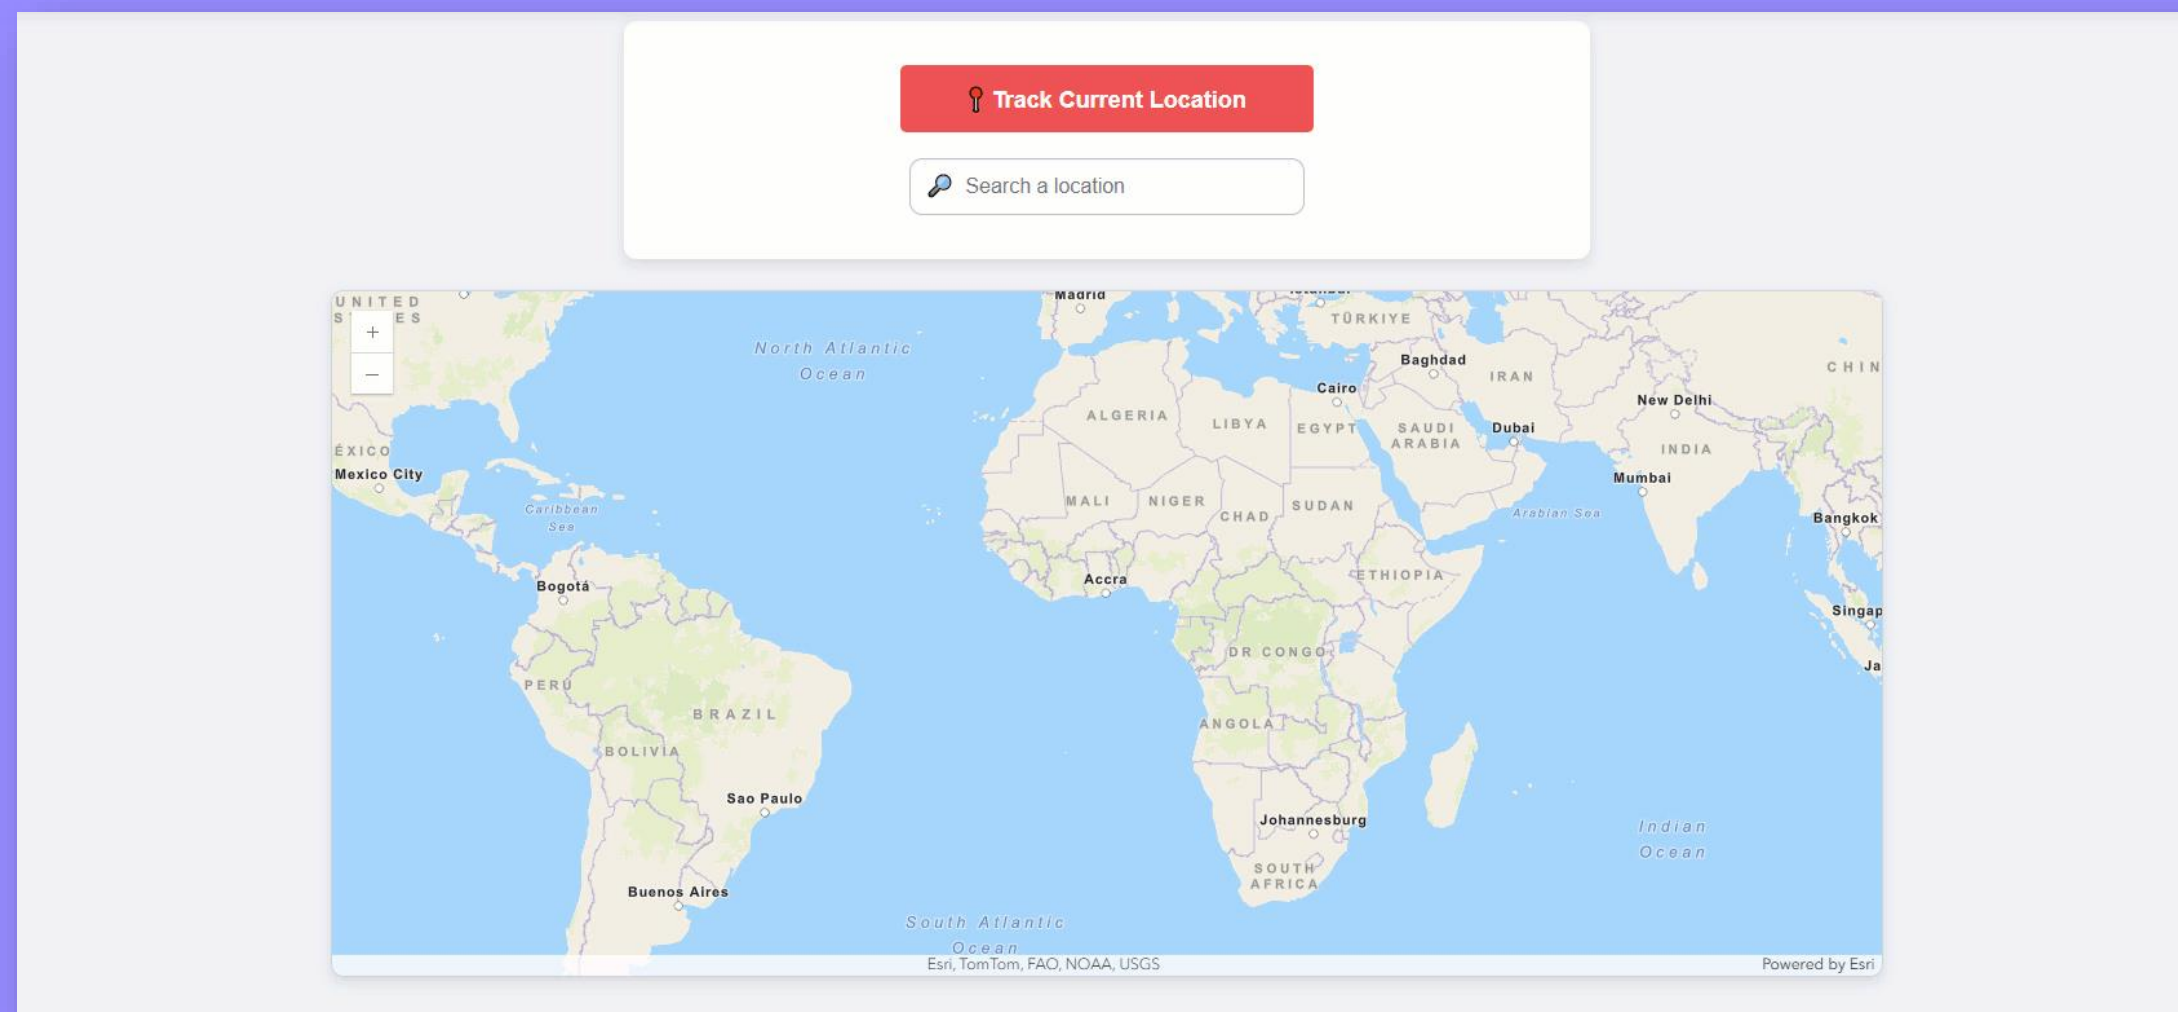 Track Current Location
Search a location
UNITED
ES
+
−
North Atlantic
Ocean
Madrid
TÜRKIYE
Baghdad
IRAN
CHIN
Cairo
New Delhi
ALGERIA
LIBYA
EGYPT
SAUDI
ARABIA
Dubai
INDIA
ÉXICO
Mexico City
Mumbai
MALI
NIGER
CHAD
SUDAN
Caribbean
Sea
Arabian Sea
Bangkok
Bogotá
Accra
ETHIOPIA
Singap
DR CONGO
Ja
PERÚ
BRAZIL
ANGOLA
BOLIVIA
Sao Paulo
Johannesburg
Indian
Ocean
SOUTH
AFRICA
Buenos Aires
South Atlantic
Ocean
Esri, TomTom, FAO, NOAA, USGS
Powered by Esri